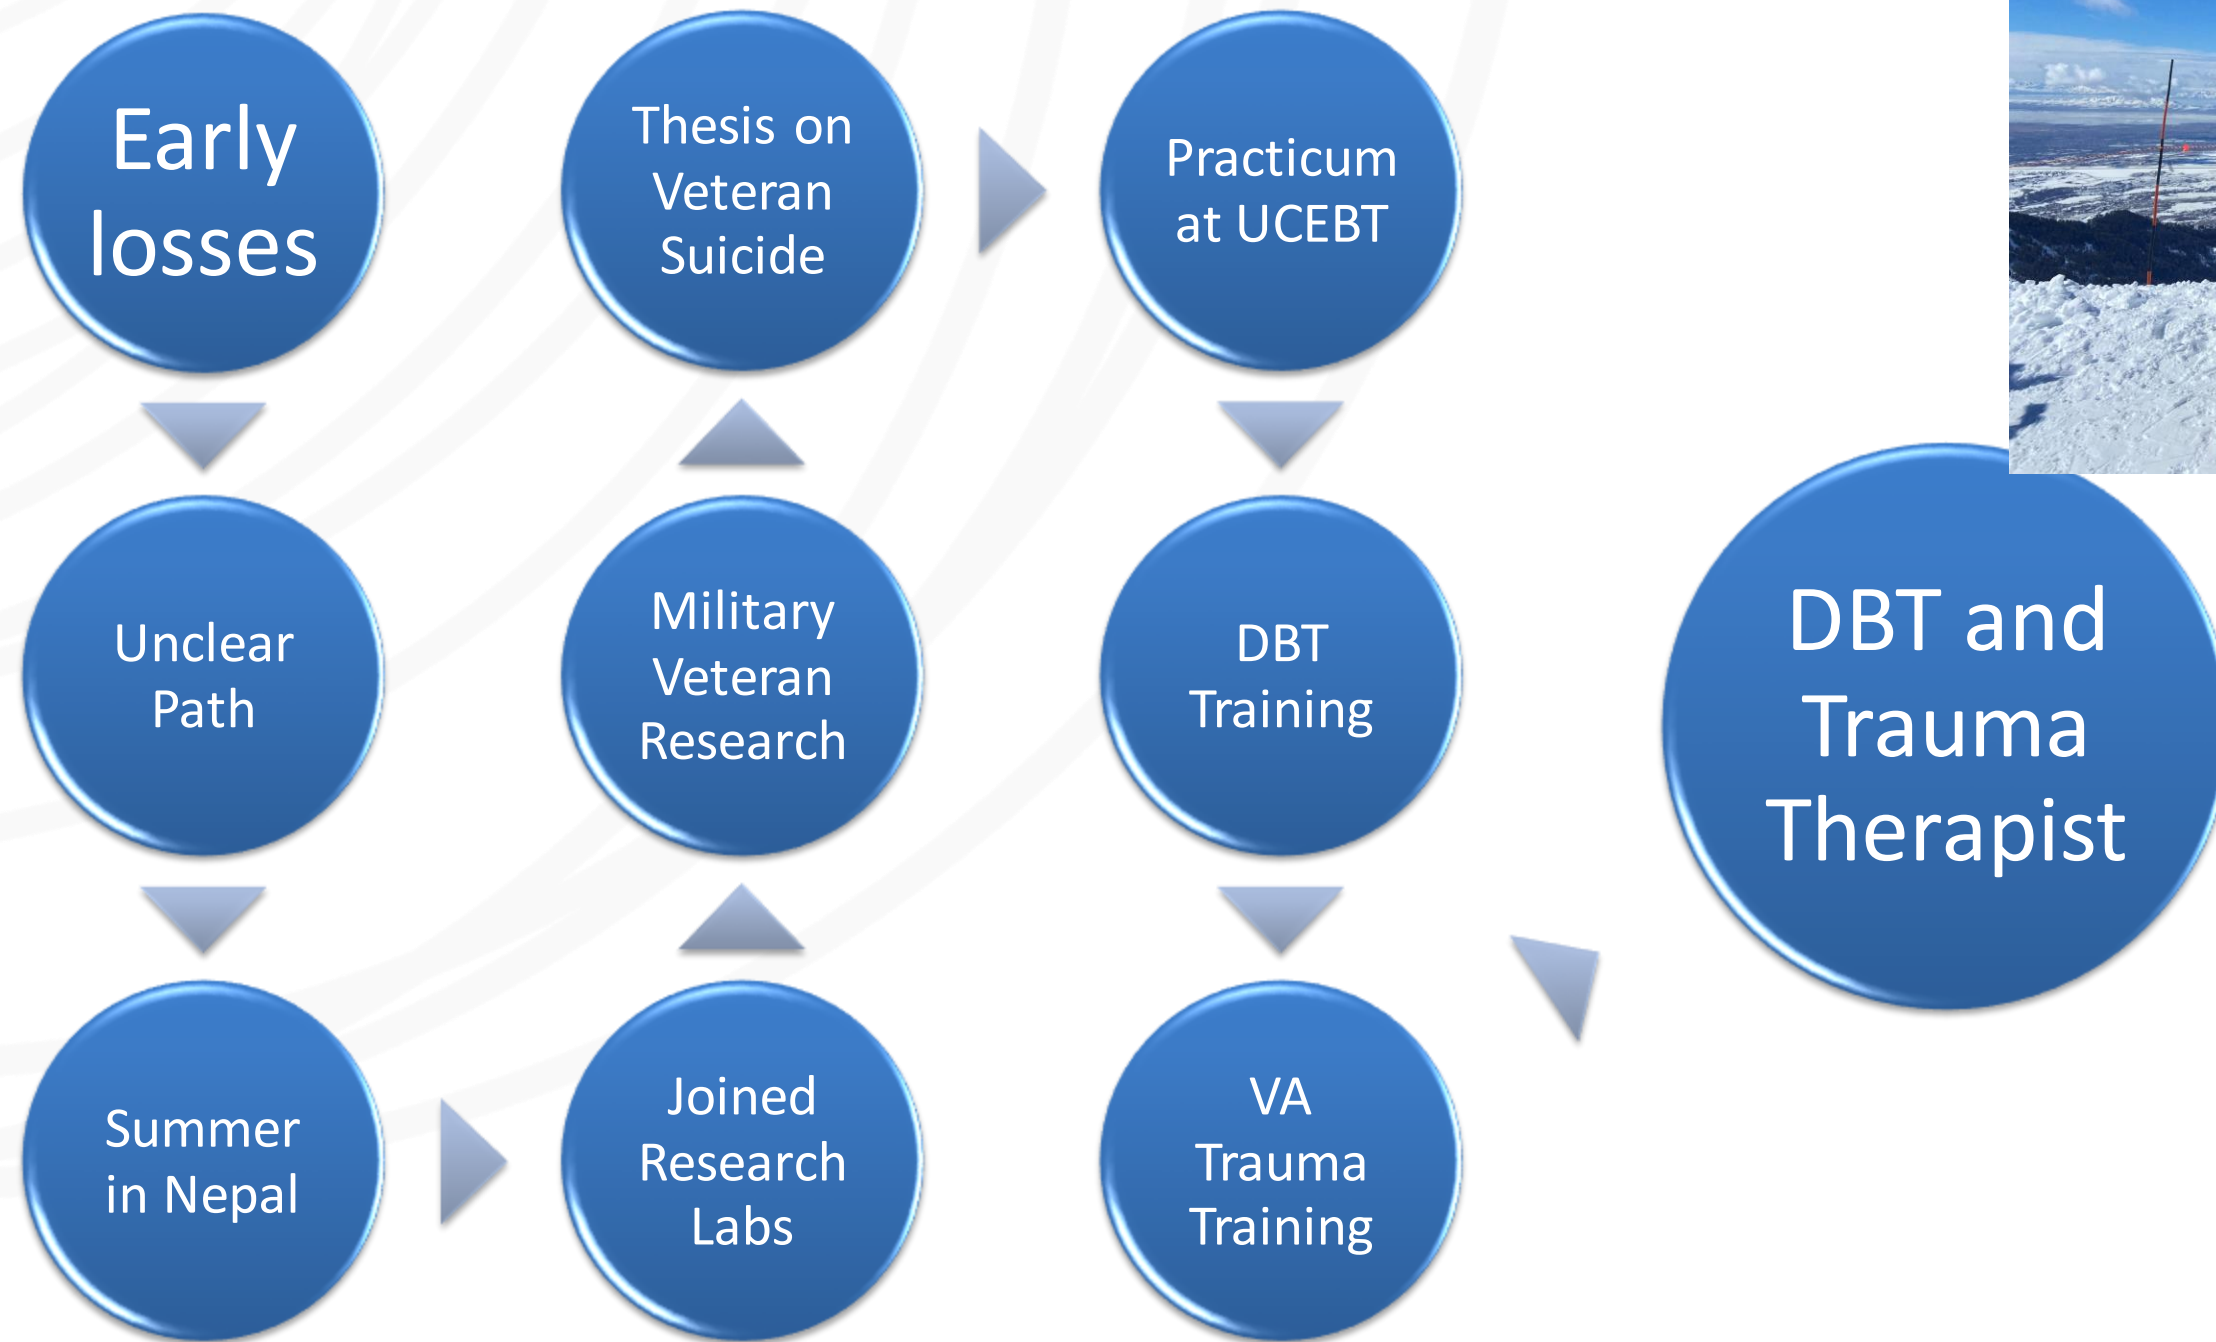 Early
losses
Unclear
Path
Summer
in Nepal
Joined
Research
Labs
Military
Veteran
Research
Thesis on
Veteran
Suicide
Practicum
at UCEBT
DBT
Training
VA
Trauma
Training
DBT and
Trauma
Therapist